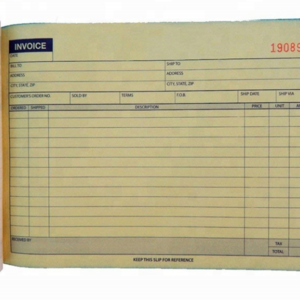 INVOICE
19089
DATE:
BILL TO: SHIP TO:
ADDRESS: ADDRESS:
CITY, STATE, ZIP CITY, STATE, ZIP
CUSTOMER'S ORDER NO. SOLD BY TERMS F.O.B. SHIP DATE SHIP VIA
ORDERED SHIPPED DESCRIPTION PRICE UNIT
RECEIVED BY TAX
TOTAL
KEEP THIS SLIP FOR REFERENCE